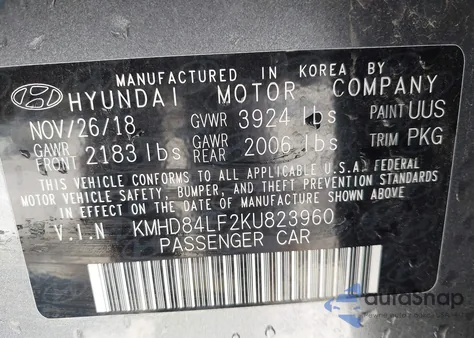 MANUFACTURED IN KOREA BY
HYUNDAI MOTOR COMPANY
NOV/26/18 GVWR 3924 lbs PAINT UUS
GAWR FRONT 2183 lbs GAWR REAR 2006 lbs TRIM PKG
THIS VEHICLE CONFORMS TO ALL APPLICABLE U.S.A. FEDERAL
MOTOR VEHICLE SAFETY, BUMPER, AND THEFT PREVENTION STANDARDS
IN EFFECT ON THE DATE OF MANUFACTURE SHOWN ABOVE.
V.I.N KMHD84LF2KU823960
PASSENGER CAR
autoSnap